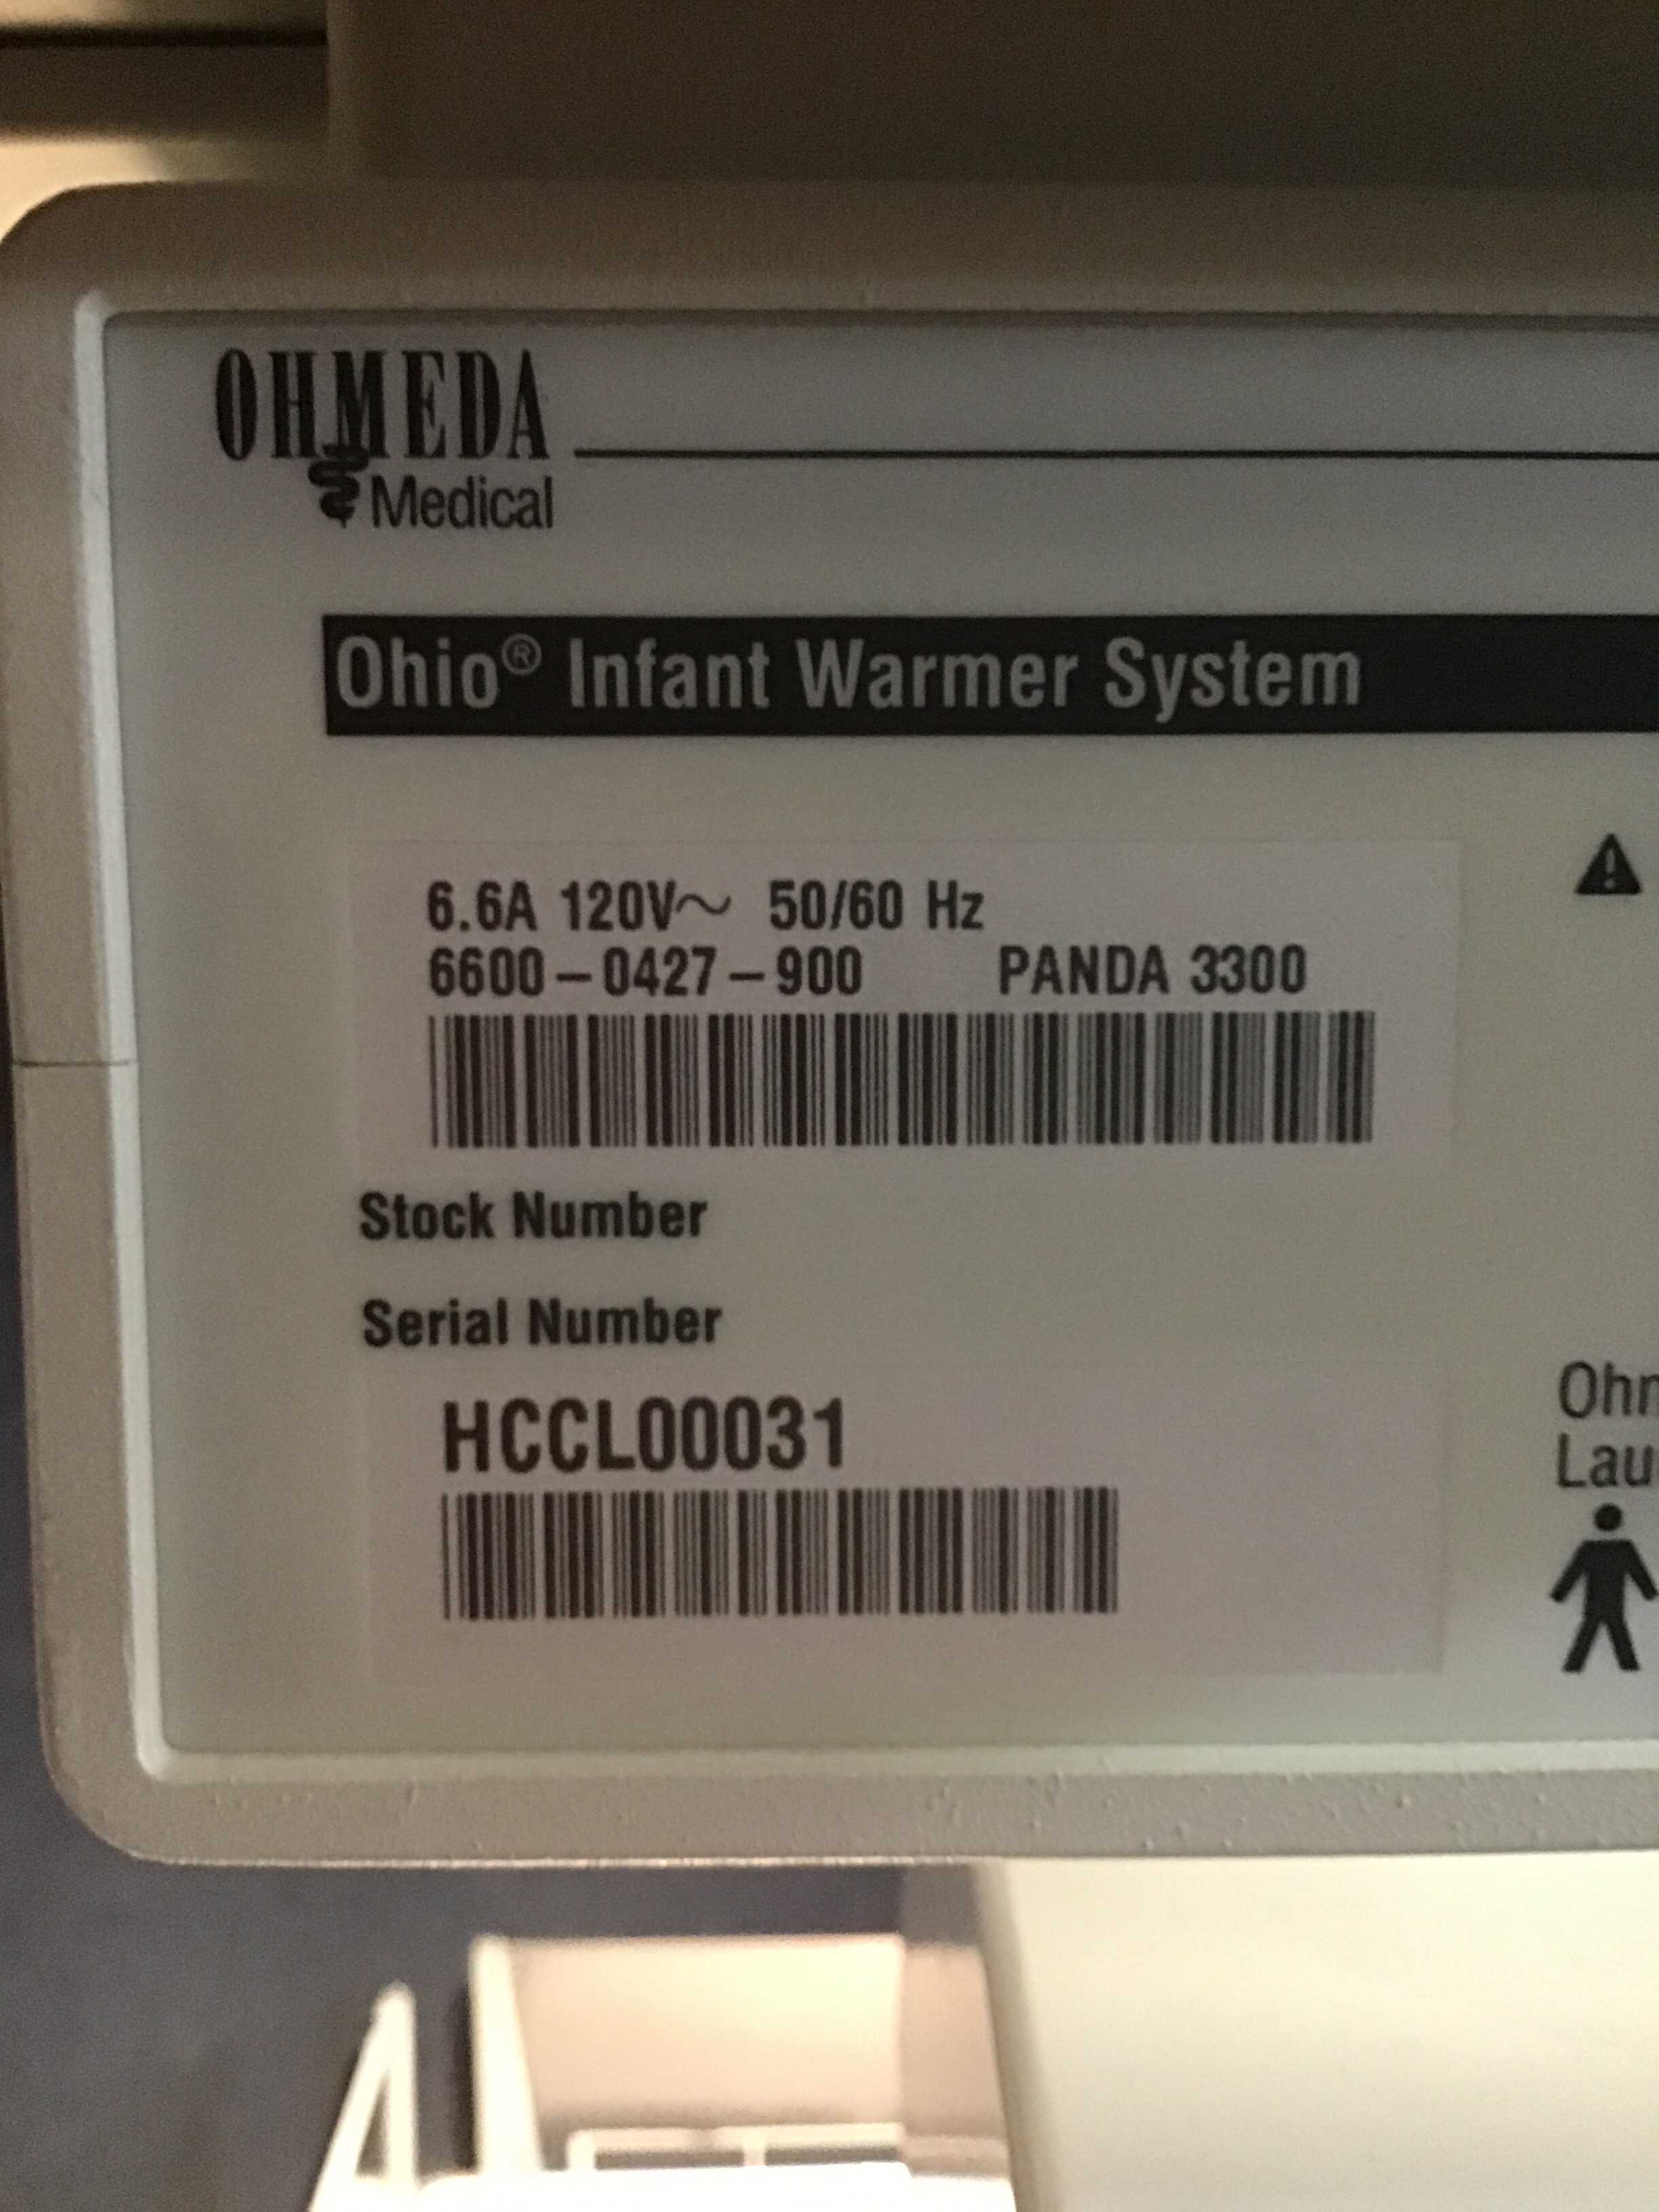 OHMEDA
Medical
Ohio® Infant Warmer System
6.6A 120V~ 50/60 Hz
6600-0427-900 PANDA 3300
Stock Number
Serial Number
HCCL00031